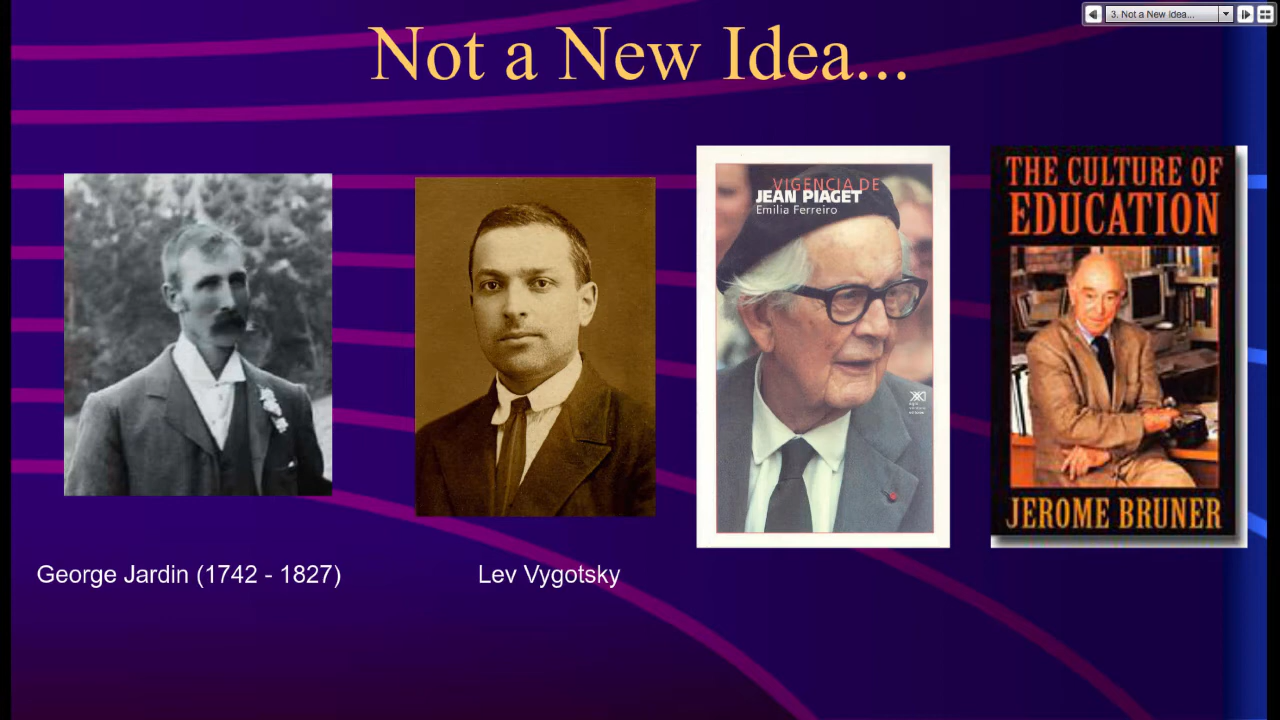 3. Not a New Idea...
Not a New Idea...
VIGENCIA DE
JEAN PIAGET
Emilia Ferreiro
THE CULTURE OF
EDUCATION
JEROME BRUNER
George Jardin (1742 - 1827)
Lev Vygotsky